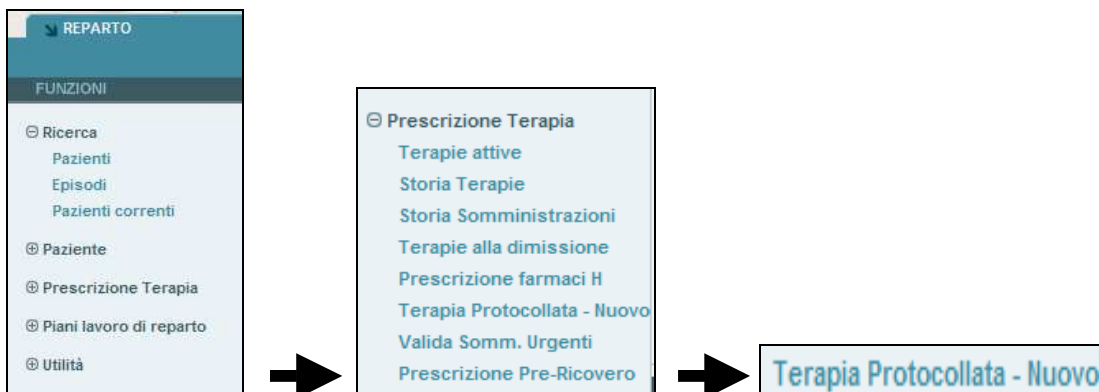 REPARTO
FUNZIONI
Ricerca
Pazienti
Episodi
Pazienti correnti
Paziente
Prescrizione Terapia
Piani lavoro di reparto
Utilità
Prescrizione Terapia
Terapie attive
Storia Terapie
Storia Somministrazioni
Terapie alla dimissione
Prescrizione farmaci H
Terapia Protocollata - Nuovo
Valida Somm. Urgenti
Prescrizione Pre-Ricovero
Terapia Protocollata - Nuovo